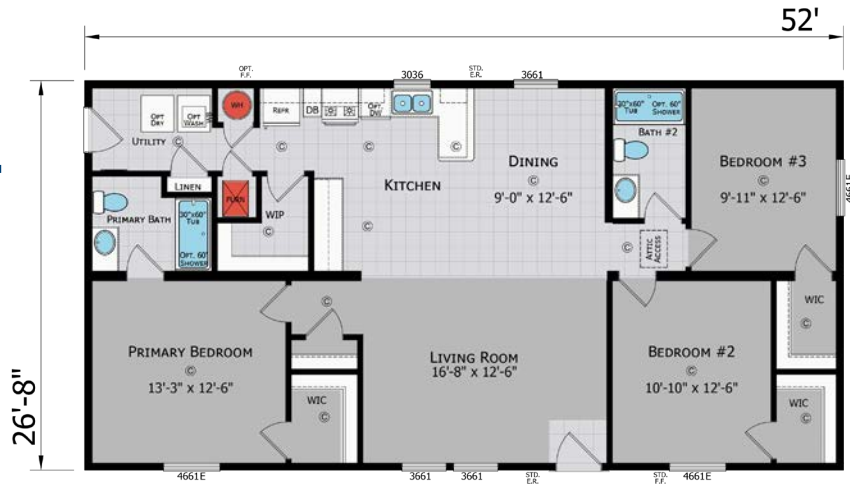 52'
OPT.
F.F.
3036
STD.
E.R.
3661
WH
REFR
DB
OPT
DW
OPT
DRY
OPT
WASH
UTILITY ©
30"x60"
TUB
OPT. 60"
SHOWER
BATH #2
DINING
©
9'-0" x 12'-6"
BEDROOM #3
©
9'-11" x 12'-6"
4661E
©
©
KITCHEN
LINEN
FURN
WIP
©
©
PRIMARY BATH
30"x60"
TUB
OPT. 60"
SHOWER
©
ATTIC
ACCESS
©
WIC
©
PRIMARY BEDROOM
©
13'-3" x 12'-6"
LIVING ROOM
16'-8" x 12'-6"
BEDROOM #2
©
10'-10" x 12'-6"
WIC
©
WIC
©
26'-8"
4661E
3661
3661
STD.
E.R.
STD.
F.F.
4661E